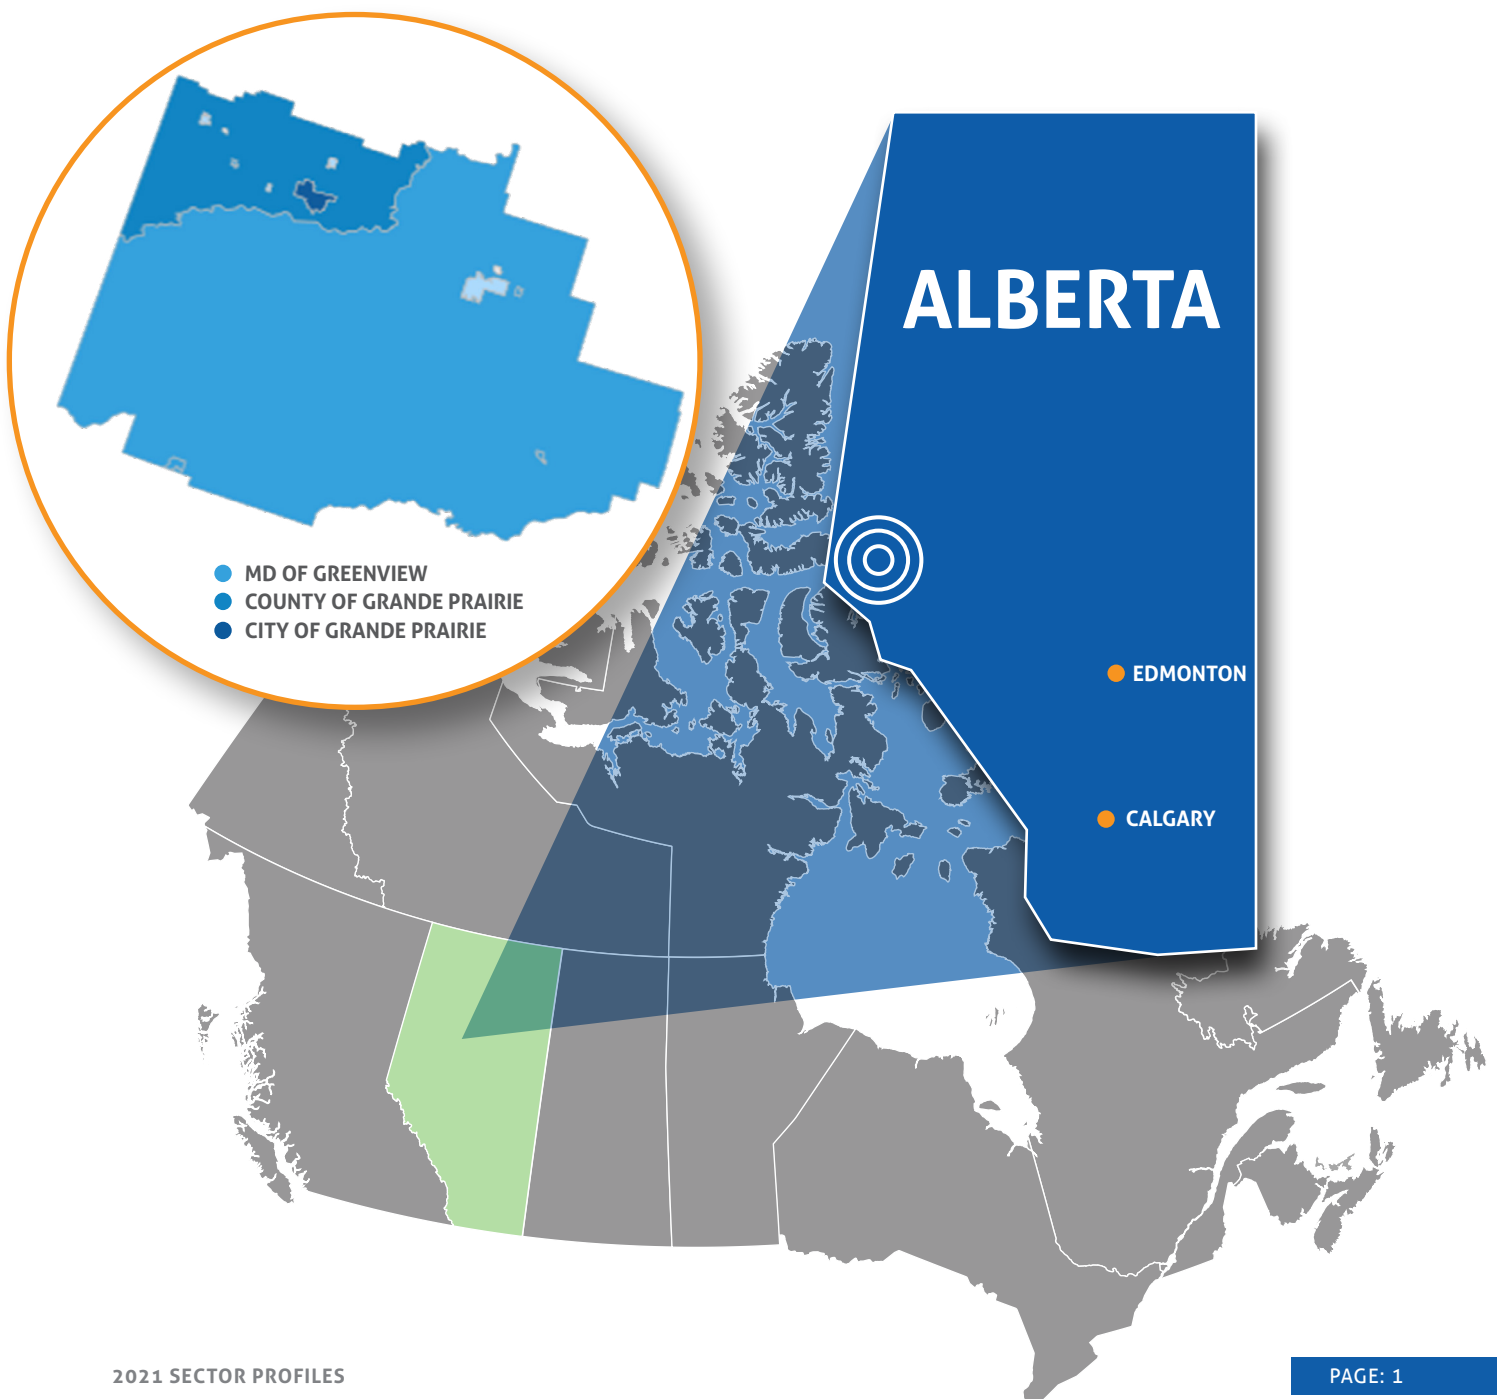 ALBERTA
MD OF GREENVIEW
COUNTY OF GRANDE PRAIRIE
CITY OF GRANDE PRAIRIE
EDMONTON
CALGARY
2021 SECTOR PROFILES
PAGE: 1